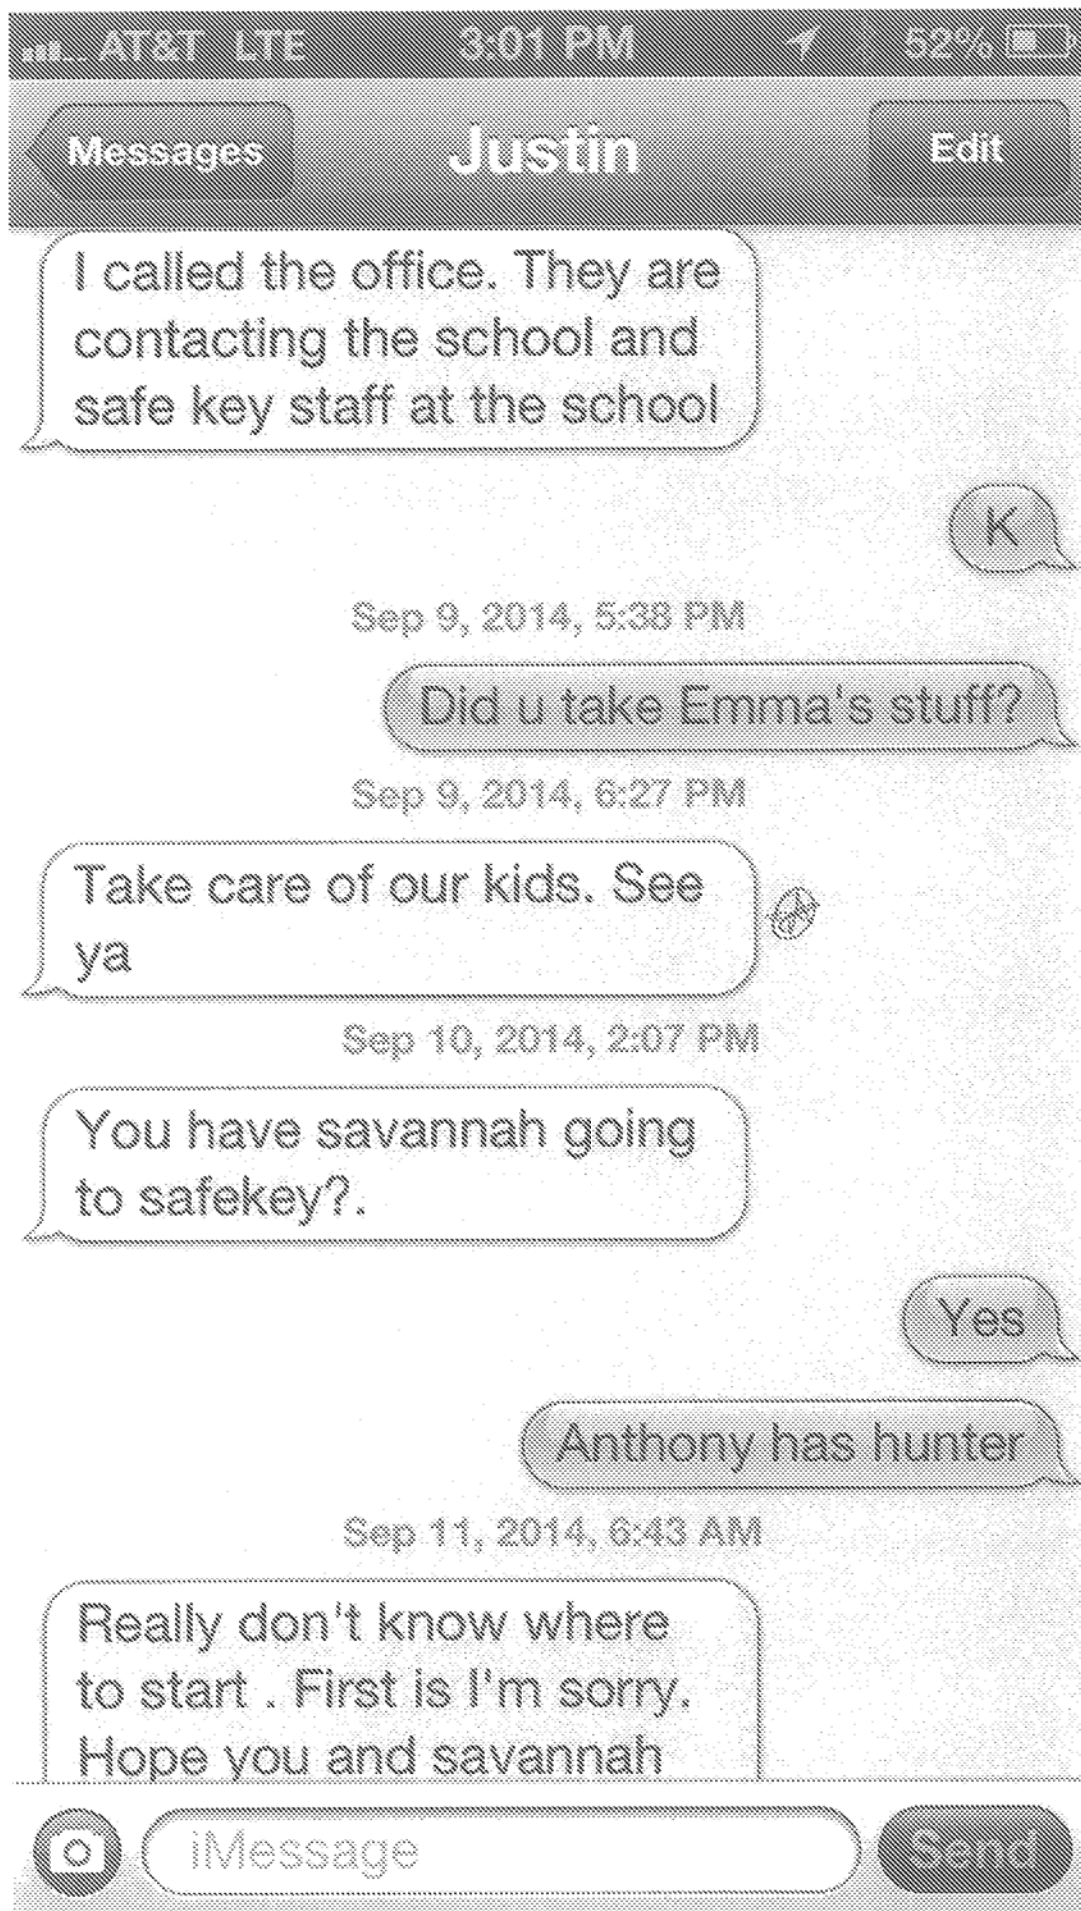 AT&T LTE 3:01 PM 52%
Messages Justin Edit
I called the office. They are
contacting the school and
safe key staff at the school
K
Sep 9, 2014, 5:38 PM
Did u take Emma's stuff?
Sep 9, 2014, 6:27 PM
Take care of our kids. See
ya
Sep 10, 2014, 2:07 PM
You have savannah going
to safekey?.
Yes
Anthony has hunter
Sep 11, 2014, 6:43 AM
Really don't know where
to start . First is I'm sorry.
Hope you and savannah
iMessage Send